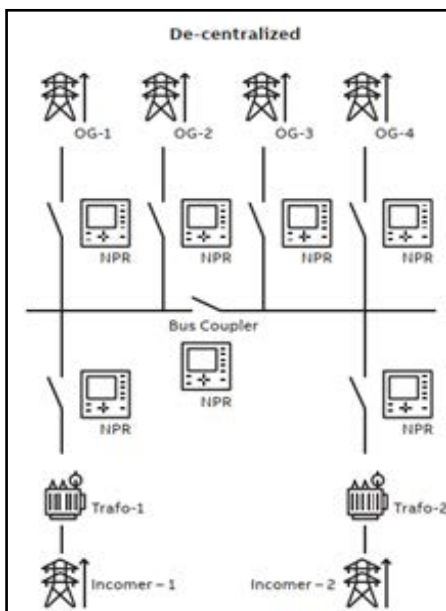 De-centralized
OG-1 OG-2 OG-3 OG-4
NPR NPR NPR NPR
Bus Coupler
NPR
NPR NPR
Trafo-1 Trafo-2
Incomer – 1 Incomer – 2